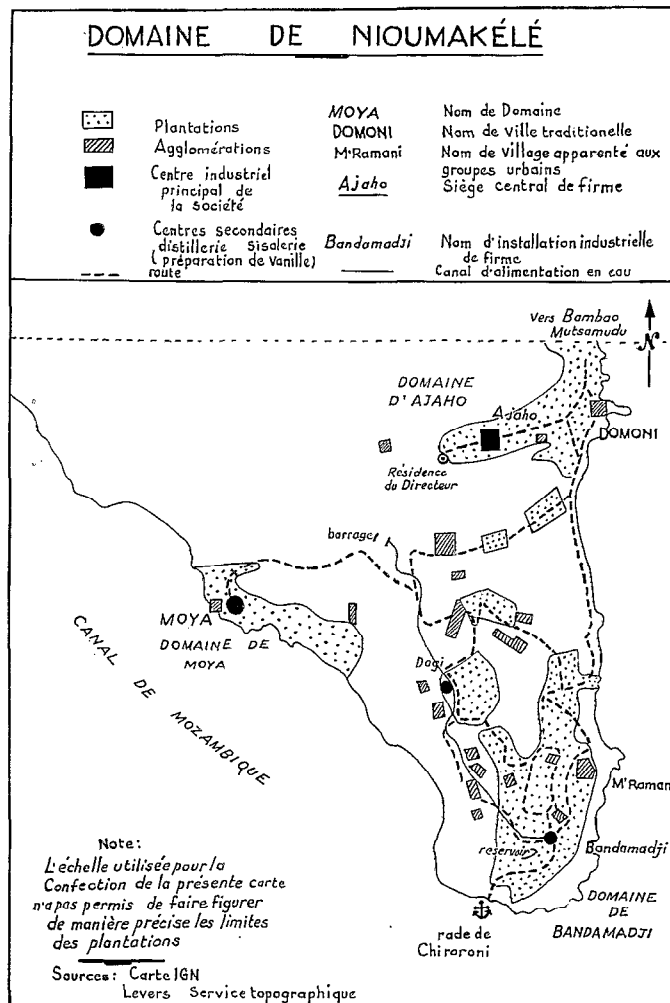 DOMAINE DE NIOUMAKÉLÉ
Plantations
Agglomérations
Centre industriel
principal de
la société
Centres secondaires
distillerie Sisalerie
(préparation de Vanille)
route
MOYA
Nom de Domaine
DOMONI
Nom de ville traditionelle
M'Ramani
Nom de village apparenté aux
groupes urbains
Ajaho
Siège central de firme
Bandamadji
Nom d'installation industrielle
de firme
Canal d'alimentation en eau
Vers Bambao
Mutsamudu
N
DOMAINE
D'AJAHO
Ajaho
DOMONI
Résidence
du Directeur
barrage
MOYA
DOMAINE DE
MOYA
CANAL DE MOZAMBIQUE
Dagi
M'Raman
reservoir
Bandamadji
DOMAINE
DE
BANDAMADJI
rade de
Chiroroni
Note:
L'échelle utilisée pour la
Confection de la présente carte
n'a pas permis de faire figurer
de manière précise les limites
des plantations
Sources: Carte IGN
Levers Service topographique